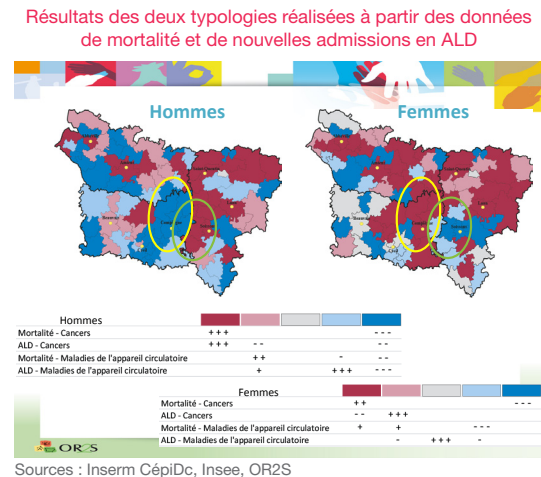 Résultats des deux typologies réalisées à partir des données
de mortalité et de nouvelles admissions en ALD
Hommes
Femmes
Hommes
Mortalité - Cancers + + + - -
ALD - Cancers + + + - - - -
Mortalité - Maladies de l'appareil circulatoire + + - - -
ALD - Maladies de l'appareil circulatoire + + + + - - -
Femmes
Mortalité - Cancers + + - - -
ALD - Cancers - - + + +
Mortalité - Maladies de l'appareil circulatoire + + - - -
ALD - Maladies de l'appareil circulatoire - + + + -
OR2S
Sources : Inserm CépiDc, Insee, OR2S